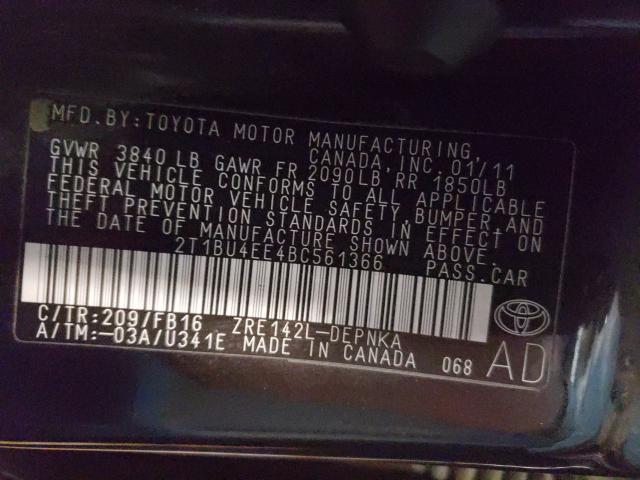 MFD.BY:TOYOTA MOTOR MANUFACTURING,
CANADA,INC. 01/11
GVWR 3840LB GAWR FR 2090LB RR 1850LB
THIS VEHICLE CONFORMS TO ALL APPLICABLE
FEDERAL MOTOR VEHICLE SAFETY,BUMPER,AND
THEFT PREVENTION STANDARDS IN EFFECT ON
THE DATE OF MANUFACTURE SHOWN ABOVE.
2T1BU4EE4BC561366 PASS.CAR
C/TR:209/FB16 ZRE142L-DEPNKA
A/TM:-03A/U341E MADE IN CANADA 068 AD
TOYOTA